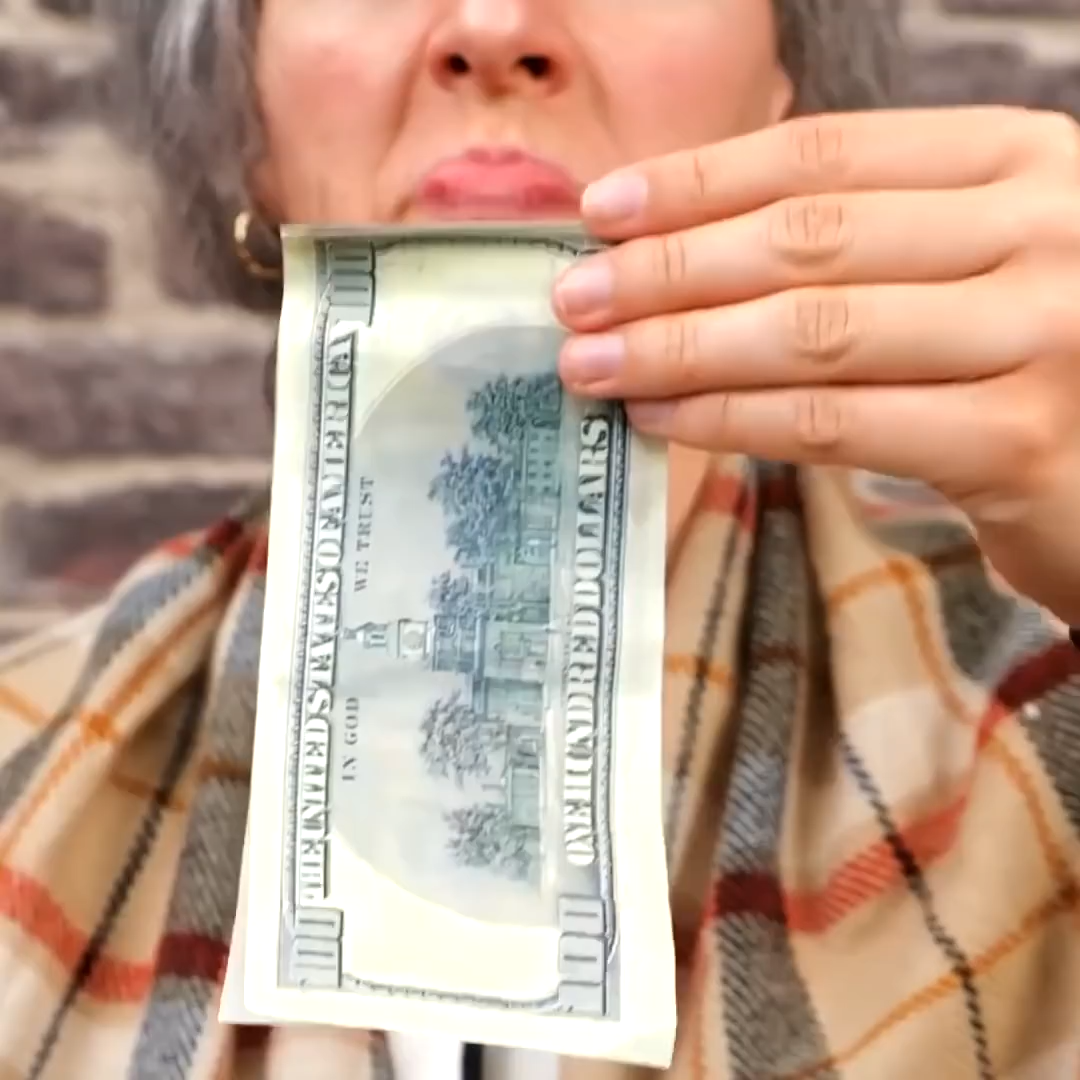 100
100
THE UNITED STATES OF AMERICA
IN GOD WE TRUST
ONE HUNDRED DOLLARS
100